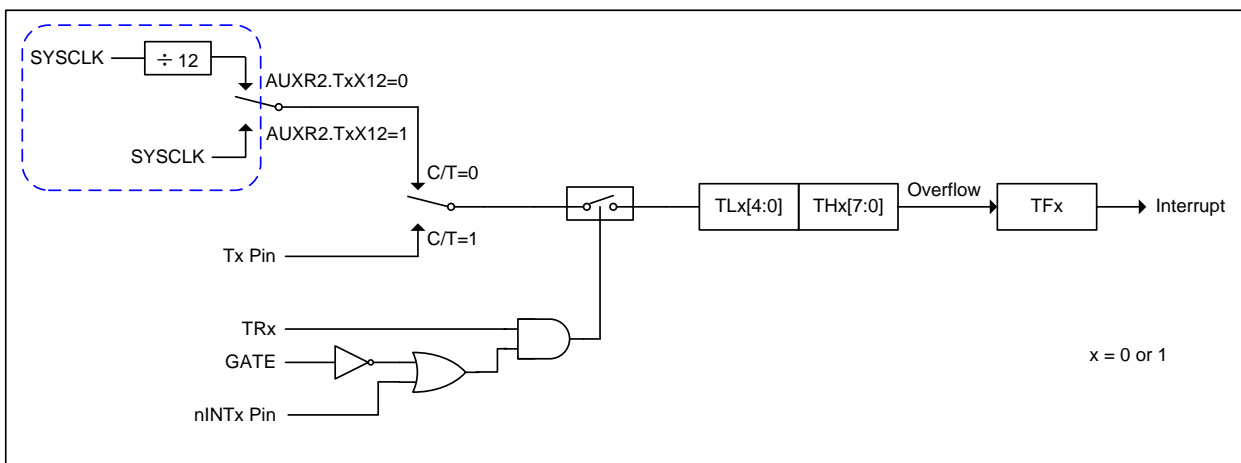 SYSCLK
÷ 12
AUXR2.TxX12=0
AUXR2.TxX12=1
SYSCLK
C/T=0
C/T=1
Tx Pin
TLx[4:0]
THx[7:0]
Overflow
TFx
Interrupt
TRx
GATE
nINTx Pin
x = 0 or 1